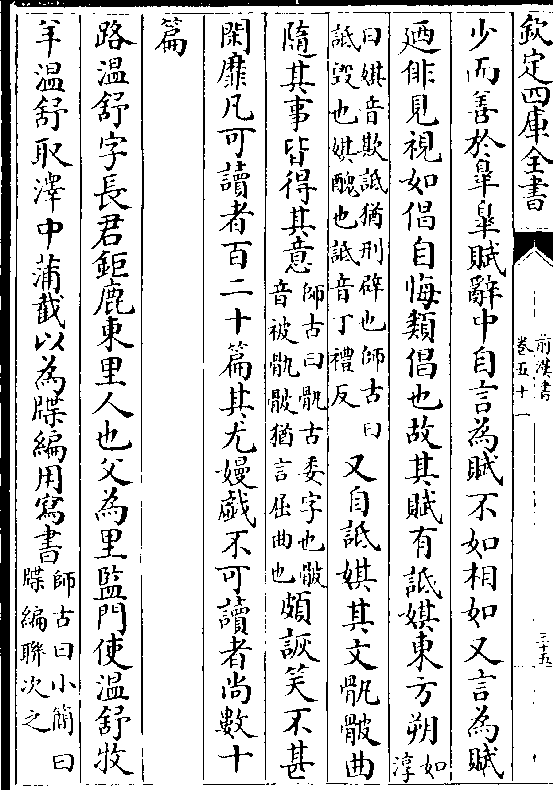 欽定四庫全書
前漢書
卷五十一
三十五
少而善於臯臯賦辭中自言為賦不如相如又言為賦
廼俳見視如倡自悔類倡也故其賦有詆娸東方朔如淳
曰娸音欺詆猶刑辟也師古曰
詆毁也娸醜也詆音丁禮反
又自詆娸其文骫骳曲
隨其事皆得其意
師古曰骫古委字也骳
音被骫骳猶言屈曲也
頗詼笑不甚
閑靡凡可讀者百二十篇其尤嫚戲不可讀者尚數十
篇
路溫舒字長君鉅鹿東里人也父為里監門使溫舒牧
羊溫舒取澤中蒲截以為牒編用寫書
師古曰小簡曰
牒編聯次之